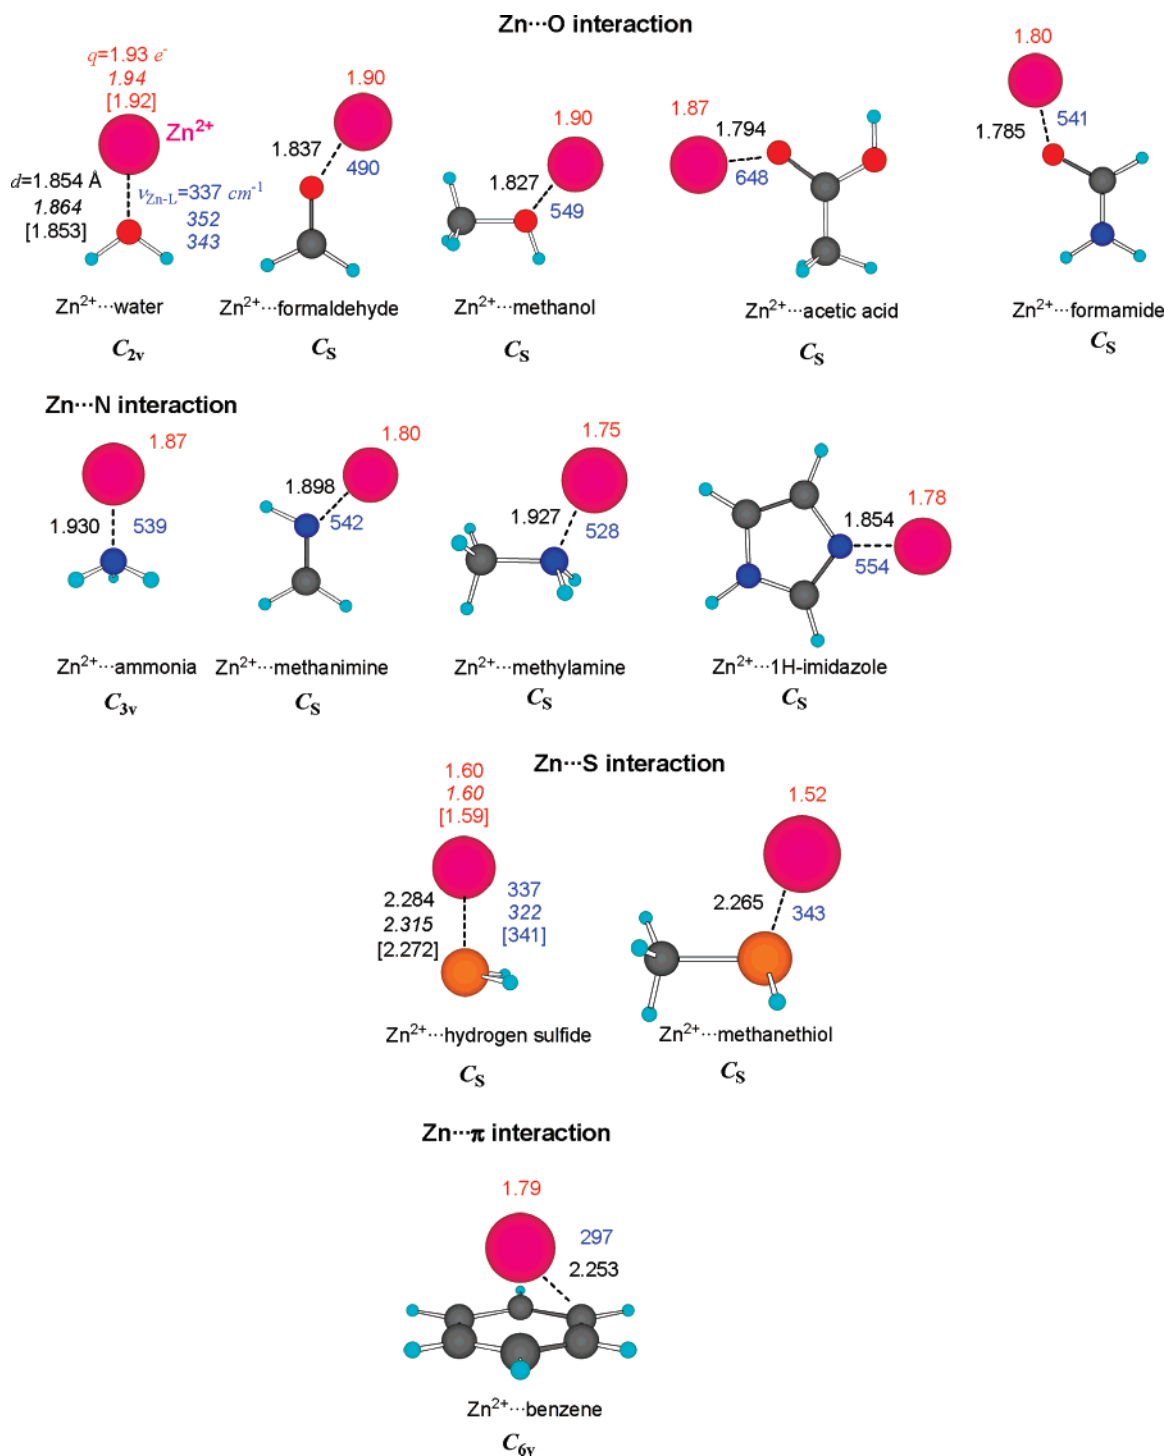 Zn···O interaction
q=1.93 e⁻
1.94
[1.92]
Zn²⁺
d=1.854 Å
1.864
[1.853]
νZn-L=337 cm⁻¹
352
343
Zn²⁺···water
C2v
1.90
1.837
490
Zn²⁺···formaldehyde
CS
1.90
1.827
549
Zn²⁺···methanol
CS
1.87
1.794
648
Zn²⁺···acetic acid
CS
1.80
1.785
541
Zn²⁺···formamide
CS
Zn···N interaction
1.87
1.930
539
Zn²⁺···ammonia
C3v
1.80
1.898
542
Zn²⁺···methanimine
CS
1.75
1.927
528
Zn²⁺···methylamine
CS
1.78
1.854
554
Zn²⁺···1H-imidazole
CS
Zn···S interaction
1.60
1.60
[1.59]
2.284
2.315
[2.272]
337
322
[341]
Zn²⁺···hydrogen sulfide
CS
1.52
2.265
343
Zn²⁺···methanethiol
CS
Zn···π interaction
1.79
297
2.253
Zn²⁺···benzene
C6v